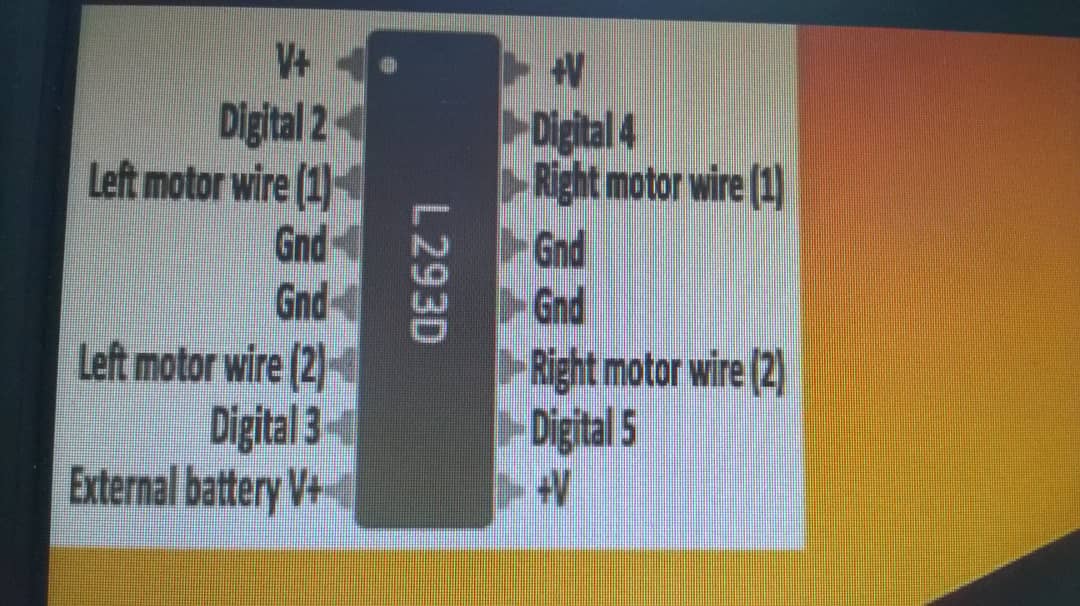 V+
Digital 2
Left motor wire (1)
Gnd
Gnd
Left motor wire (2)
Digital 3
External battery V+
L293D
+V
Digital 4
Right motor wire (1)
Gnd
Gnd
Right motor wire (2)
Digital 5
+V